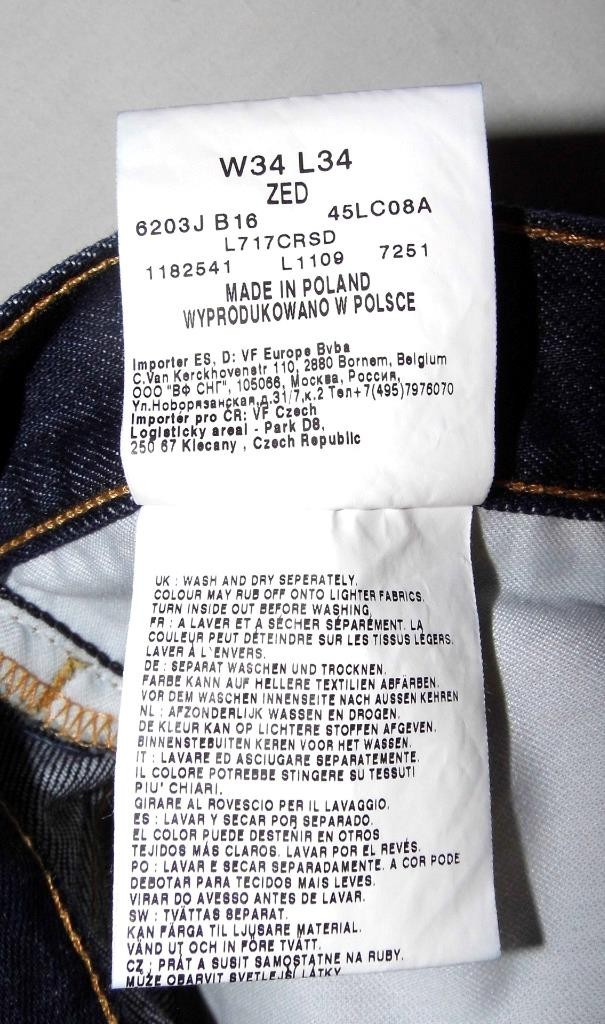 W34 L34
ZED
6203J B16 45LC08A
L717CRSD
1182541 L1109 7251
MADE IN POLAND
WYPRODUKOWANO W POLSCE
Importer ES, D: VF Europe Bvba
C.Van Kerckhovenstr 110, 2880 Bornem, Belgium
ООО "ВФ СНГ", 105066, Москва, Россия,
Ул.Новорязанская,д.31/7,к.2 Тел+7(495)7976070
Importer pro ČR: VF Czech
Logisticky areal - Park D8,
250 67 Klecany , Czech Republic
UK : WASH AND DRY SEPERATELY.
COLOUR MAY RUB OFF ONTO LIGHTER FABRICS.
TURN INSIDE OUT BEFORE WASHING.
FR : A LAVER ET A SÉCHER SÉPARÉMENT. LA
COULEUR PEUT DÉTEINDRE SUR LES TISSUS LÉGERS.
LAVER À L'ENVERS.
DE : SEPARAT WASCHEN UND TROCKNEN.
FARBE KANN AUF HELLERE TEXTILIEN ABFÄRBEN.
VOR DEM WASCHEN INNENSEITE NACH AUSSEN KEHREN
NL : AFZONDERLIJK WASSEN EN DROGEN.
DE KLEUR KAN OP LICHTERE STOFFEN AFGEVEN.
BINNENSTEBUITEN KEREN VOOR HET WASSEN.
IT : LAVARE ED ASCIUGARE SEPARATEMENTE.
IL COLORE POTREBBE STINGERE SU TESSUTI
PIU' CHIARI.
GIRARE AL ROVESCIO PER IL LAVAGGIO.
ES : LAVAR Y SECAR POR SEPARADO.
EL COLOR PUEDE DESTEÑIR EN OTROS
TEJIDOS MÁS CLAROS. LAVAR POR EL REVÉS.
PO : LAVAR E SECAR SEPARADAMENTE. A COR PODE
DEBOTAR PARA TECIDOS MAIS LEVES.
VIRAR DO AVESSO ANTES DE LAVAR.
SW : TVÄTTAS SEPARAT.
KAN FÄRGA TILL LJUSARE MATERIAL.
VÄND UT OCH IN FÖRE TVÄTT.
CZ : PRÁT A SUSIT SAMOSTATNE NA RUBY.
MUŽE OBARVIT SVETLEJSÍ LÁTKY